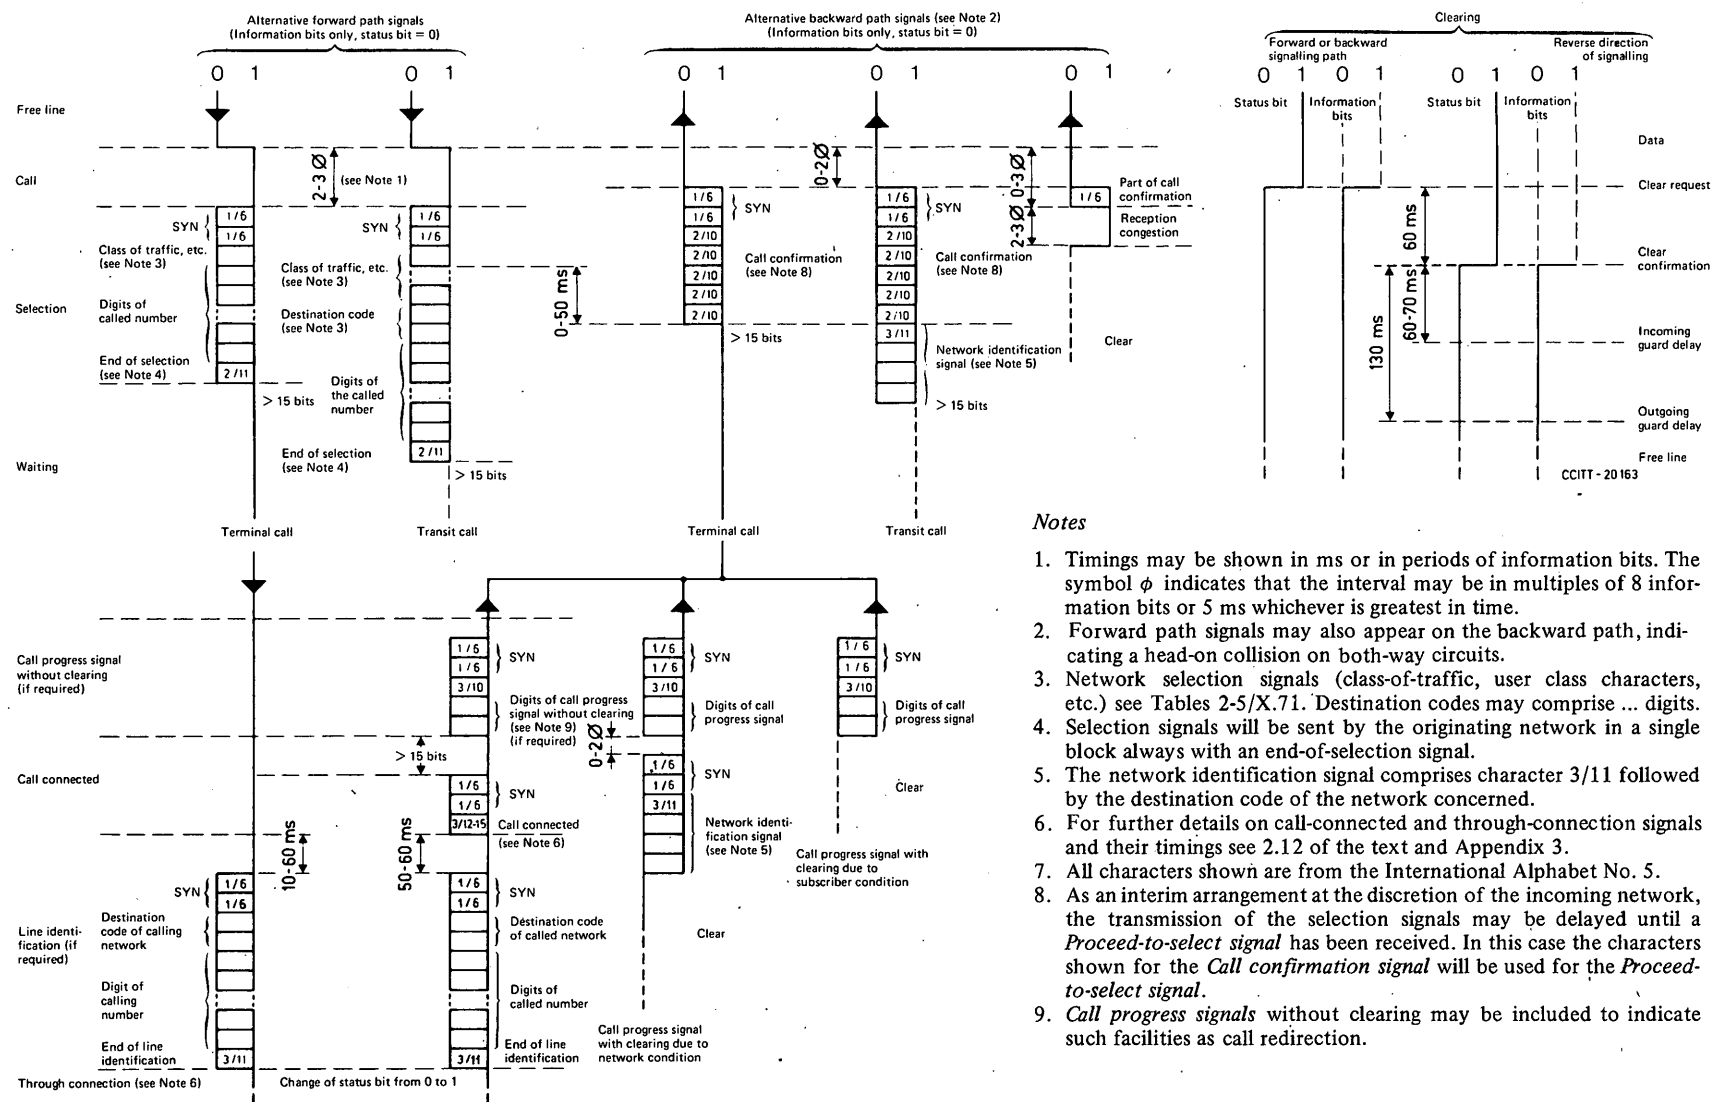 Alternative forward path signals
(Information bits only, status bit = 0)
Alternative backward path signals (see Note 2)
(Information bits only, status bit = 0)
Clearing
Forward or backward
signalling path
Reverse direction
of signalling
0 1
0 1
0 1
0 1
0 1
0 1 0 1
0 1 0 1
Status bit
Information
bits
Status bit
Information
bits
Free line
Data
Call
2-3 Ø
(see Note 1)
0-2Ø
0-3Ø
2-3Ø
Part of call
confirmation
Reception
congestion
1/6
Clear
Clear request
60 ms
Clear
confirmation
60-70 ms
130 ms
Incoming
guard delay
Outgoing
guard delay
Free line
CCITT - 20163
SYN
1/6
1/6
Class of traffic, etc.
(see Note 3)
Selection
Digits of
called number
End of selection
(see Note 4)
2/11
> 15 bits
SYN
1/6
1/6
Class of traffic, etc.
(see Note 3)
Destination code
(see Note 3)
Digits of
the called
number
End of selection
(see Note 4)
2/11
> 15 bits
0-50 ms
1/6
1/6
SYN
2/10
2/10
2/10
2/10
2/10
Call confirmation
(see Note 8)
> 15 bits
1/6
1/6
SYN
2/10
2/10
2/10
2/10
2/10
Call confirmation
(see Note 8)
3/11
Network identification
signal (see Note 5)
> 15 bits
Waiting
Terminal call
Transit call
Terminal call
Transit call
Call progress signal
without clearing
(if required)
1/6
1/6
SYN
3/10
Digits of call progress
signal without clearing
(see Note 9)
(if required)
1/6
1/6
SYN
3/10
Digits of call
progress signal
1/6
1/6
SYN
3/10
Digits of call
progress signal
> 15 bits
0-2Ø
Call connected
1/6
1/6
SYN
3/12-15
Call connected
(see Note 6)
1/6
1/6
SYN
3/11
Network identi-
fication signal
(see Note 5)
Clear
Call progress signal with
clearing due to
subscriber condition
10-60 ms
50-60 ms
SYN
1/6
1/6
Destination
code of calling
network
Line identi-
fication (if
required)
Digit of
calling
number
End of line
identification
3/11
1/6
1/6
SYN
Destination code
of called network
Digits of
called number
End of line
identification
3/11
Clear
Call progress signal
with clearing due to
network condition
Through connection (see Note 6)
Change of status bit from 0 to 1
Notes
1. Timings may be shown in ms or in periods of information bits. The
symbol ϕ indicates that the interval may be in multiples of 8 infor-
mation bits or 5 ms whichever is greatest in time.
2. Forward path signals may also appear on the backward path, indi-
cating a head-on collision on both-way circuits.
3. Network selection signals (class-of-traffic, user class characters,
etc.) see Tables 2-5/X.71. Destination codes may comprise ... digits.
4. Selection signals will be sent by the originating network in a single
block always with an end-of-selection signal.
5. The network identification signal comprises character 3/11 followed
by the destination code of the network concerned.
6. For further details on call-connected and through-connection signals
and their timings see 2.12 of the text and Appendix 3.
7. All characters shown are from the International Alphabet No. 5.
8. As an interim arrangement at the discretion of the incoming network,
the transmission of the selection signals may be delayed until a
Proceed-to-select signal has been received. In this case the characters
shown for the Call confirmation signal will be used for the Proceed-
to-select signal.
9. Call progress signals without clearing may be included to indicate
such facilities as call redirection.